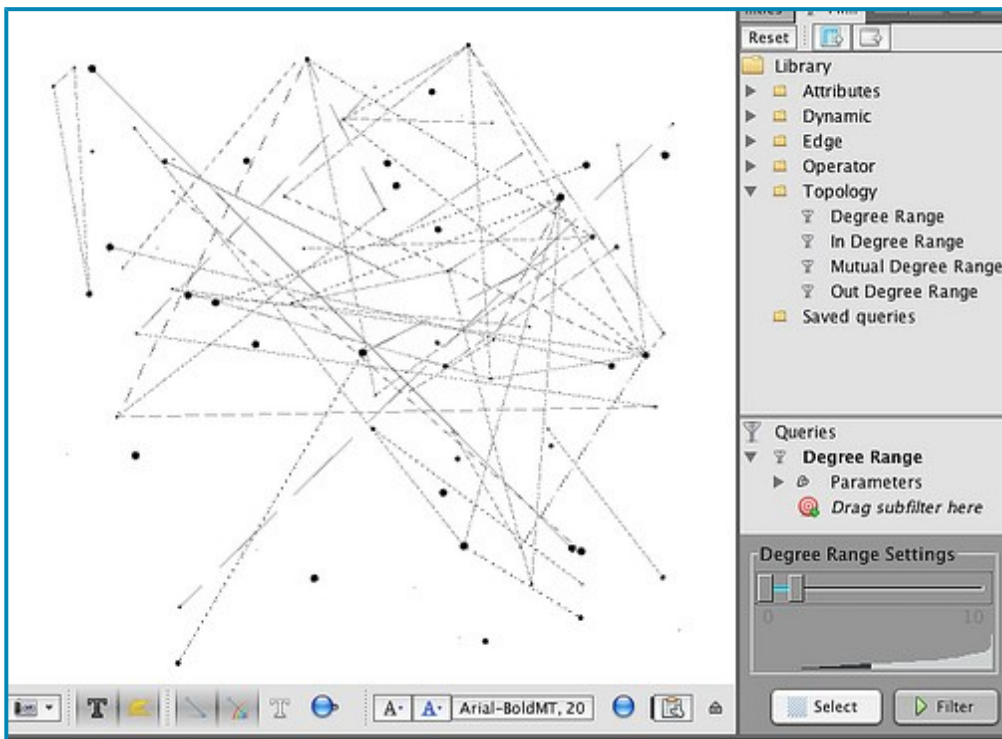 Reset
Library
Attributes
Dynamic
Edge
Operator
Topology
Degree Range
In Degree Range
Mutual Degree Range
Out Degree Range
Saved queries
Queries
Degree Range
Parameters
Drag subfilter here
Degree Range Settings
0 10
Select Filter
T T A- A- Arial-BoldMT, 20